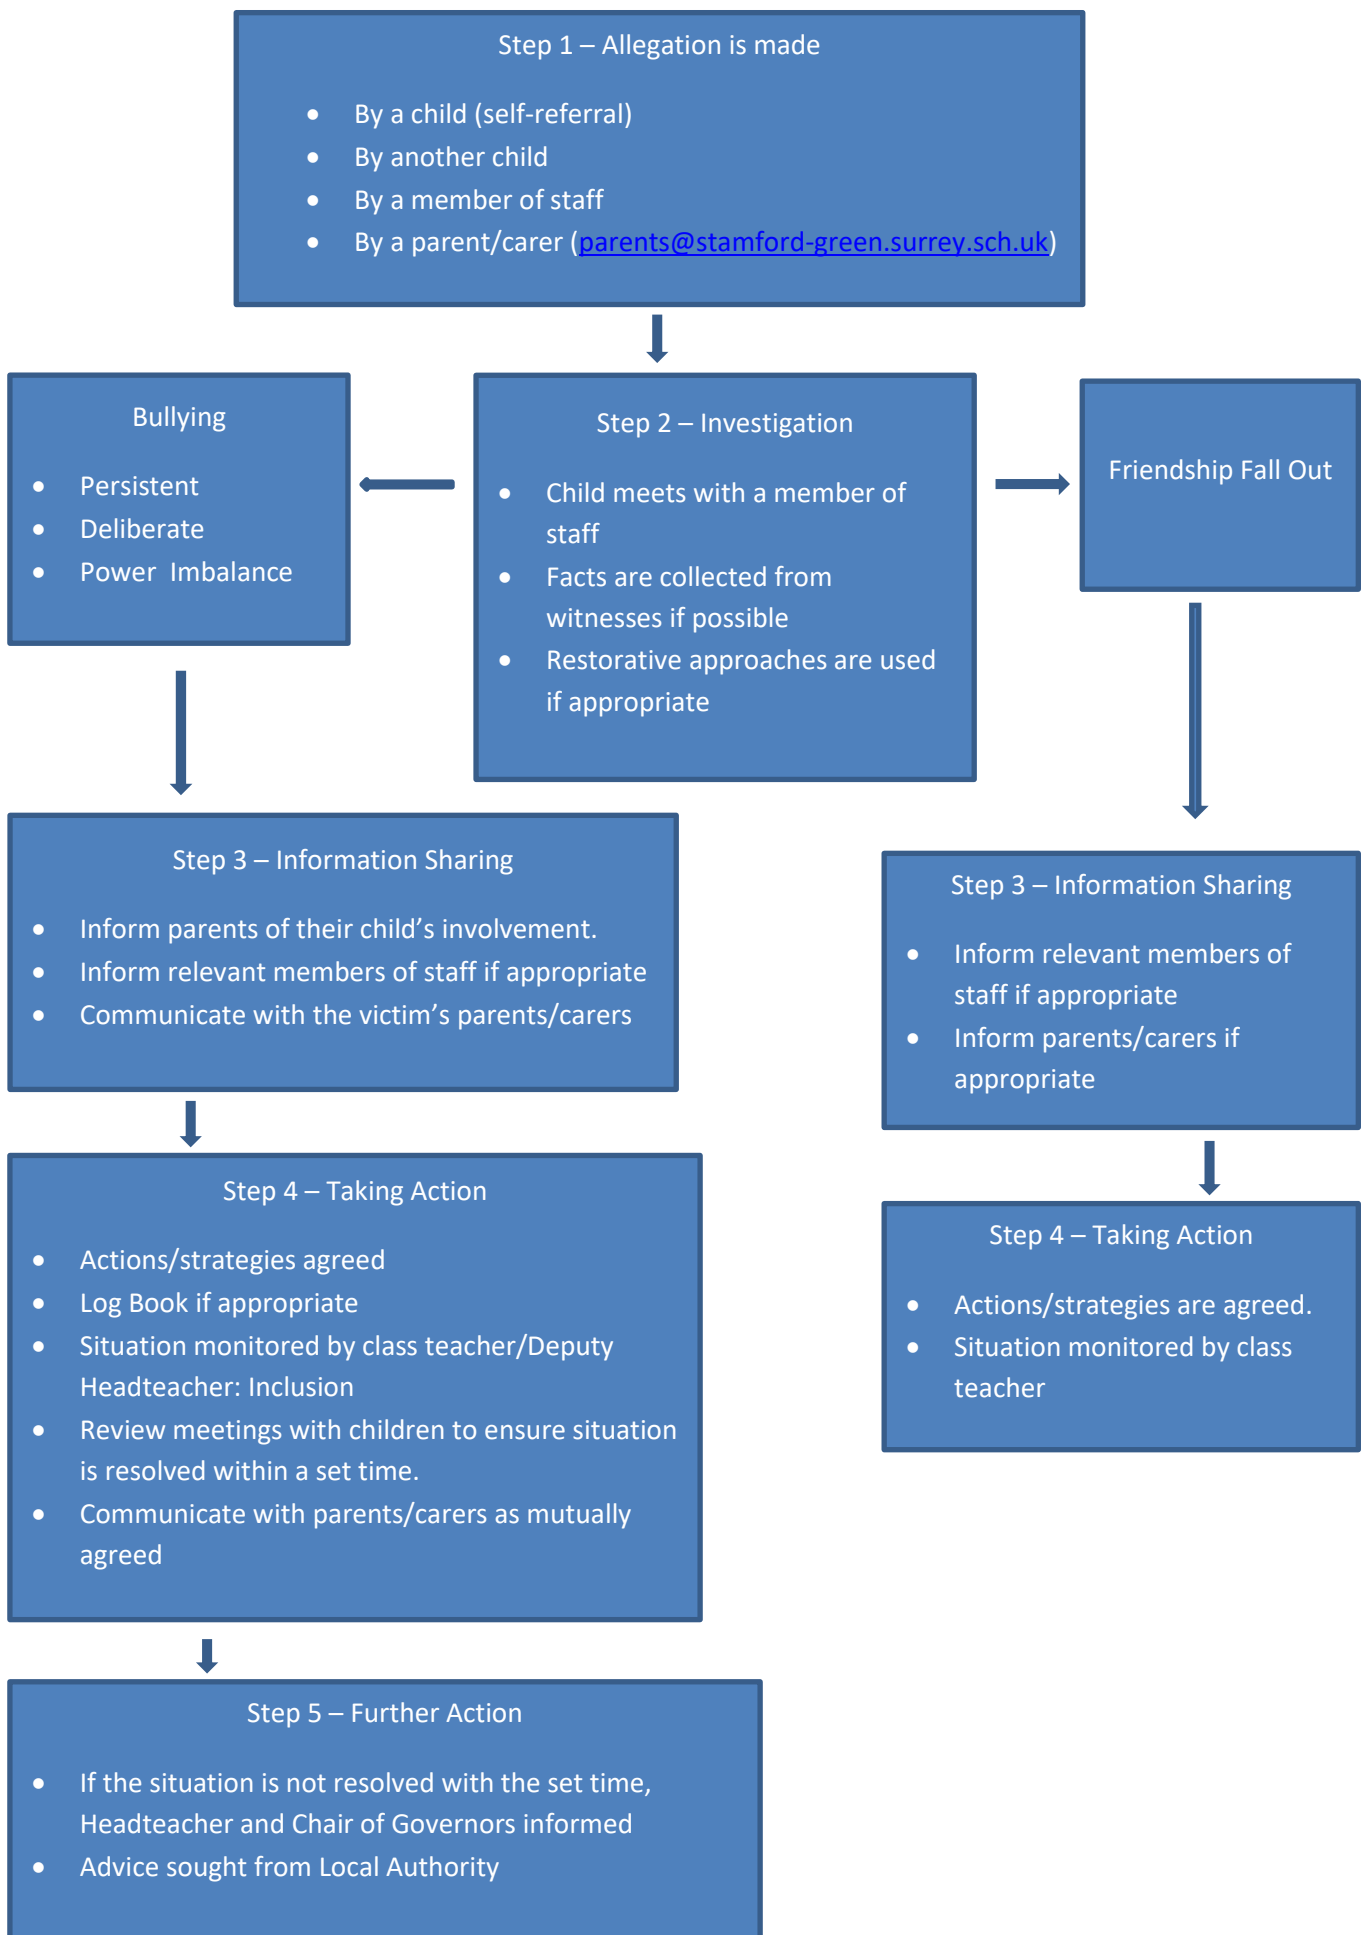 Step 1 – Allegation is made
• By a child (self-referral)
• By another child
• By a member of staff
• By a parent/carer (parents@stamford-green.surrey.sch.uk)
Bullying
• Persistent
• Deliberate
• Power  Imbalance
Step 2 – Investigation
• Child meets with a member of
staff
• Facts are collected from
witnesses if possible
• Restorative approaches are used
if appropriate
Friendship Fall Out
Step 3 – Information Sharing
• Inform parents of their child’s involvement.
• Inform relevant members of staff if appropriate
• Communicate with the victim’s parents/carers
Step 3 – Information Sharing
• Inform relevant members of
staff if appropriate
• Inform parents/carers if
appropriate
Step 4 – Taking Action
• Actions/strategies agreed
• Log Book if appropriate
• Situation monitored by class teacher/Deputy
Headteacher: Inclusion
• Review meetings with children to ensure situation
is resolved within a set time.
• Communicate with parents/carers as mutually
agreed
Step 4 – Taking Action
• Actions/strategies are agreed.
• Situation monitored by class
teacher
Step 5 – Further Action
• If the situation is not resolved with the set time,
Headteacher and Chair of Governors informed
• Advice sought from Local Authority